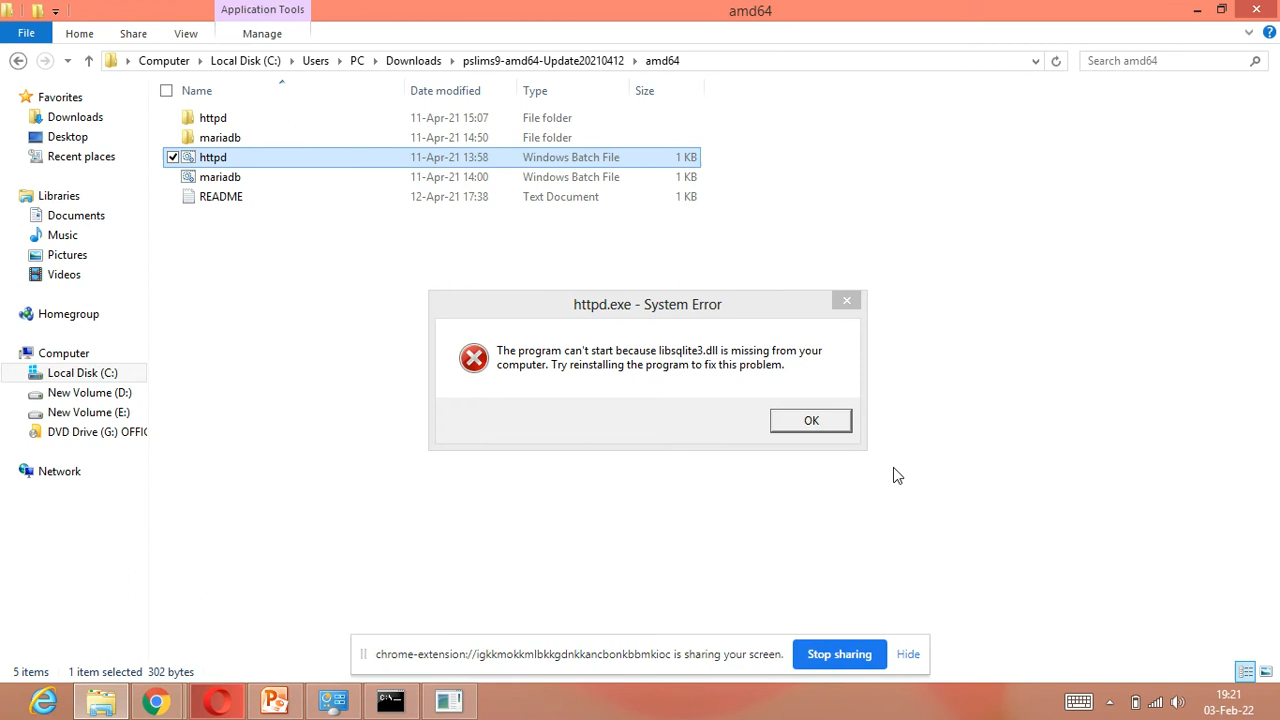 Application Tools
amd64
File
Home
Share
View
Manage
Computer
Local Disk (C:)
Users
PC
Downloads
pslims9-amd64-Update20210412
amd64
Search amd64
Favorites
Downloads
Desktop
Recent places
Libraries
Documents
Music
Pictures
Videos
Homegroup
Computer
Local Disk (C:)
New Volume (D:)
New Volume (E:)
DVD Drive (G:) OFFIC
Network
Name Date modified Type Size
httpd 11-Apr-21 15:07 File folder
mariadb 11-Apr-21 14:50 File folder
httpd 11-Apr-21 13:58 Windows Batch File 1 KB
mariadb 11-Apr-21 14:00 Windows Batch File 1 KB
README 12-Apr-21 17:38 Text Document 1 KB
httpd.exe - System Error
The program can't start because libsqlite3.dll is missing from your
computer. Try reinstalling the program to fix this problem.
OK
chrome-extension://igkkmokkmlbkkgdnkkancbonkbbmkioc is sharing your screen.
Stop sharing
Hide
5 items 1 item selected 302 bytes
19:21
03-Feb-22